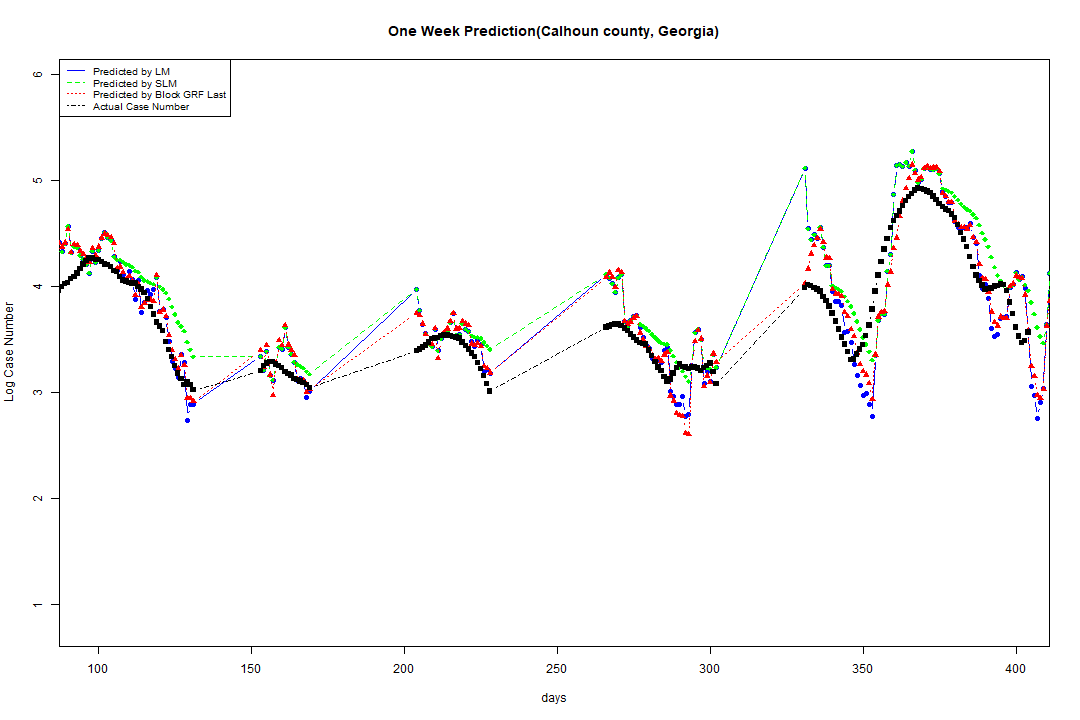 One Week Prediction(Calhoun county, Georgia)
Predicted by LM
Predicted by SLM
Predicted by Block GRF Last
Actual Case Number
Log Case Number
6
5
4
3
2
1
100 150 200 250 300 350 400
days